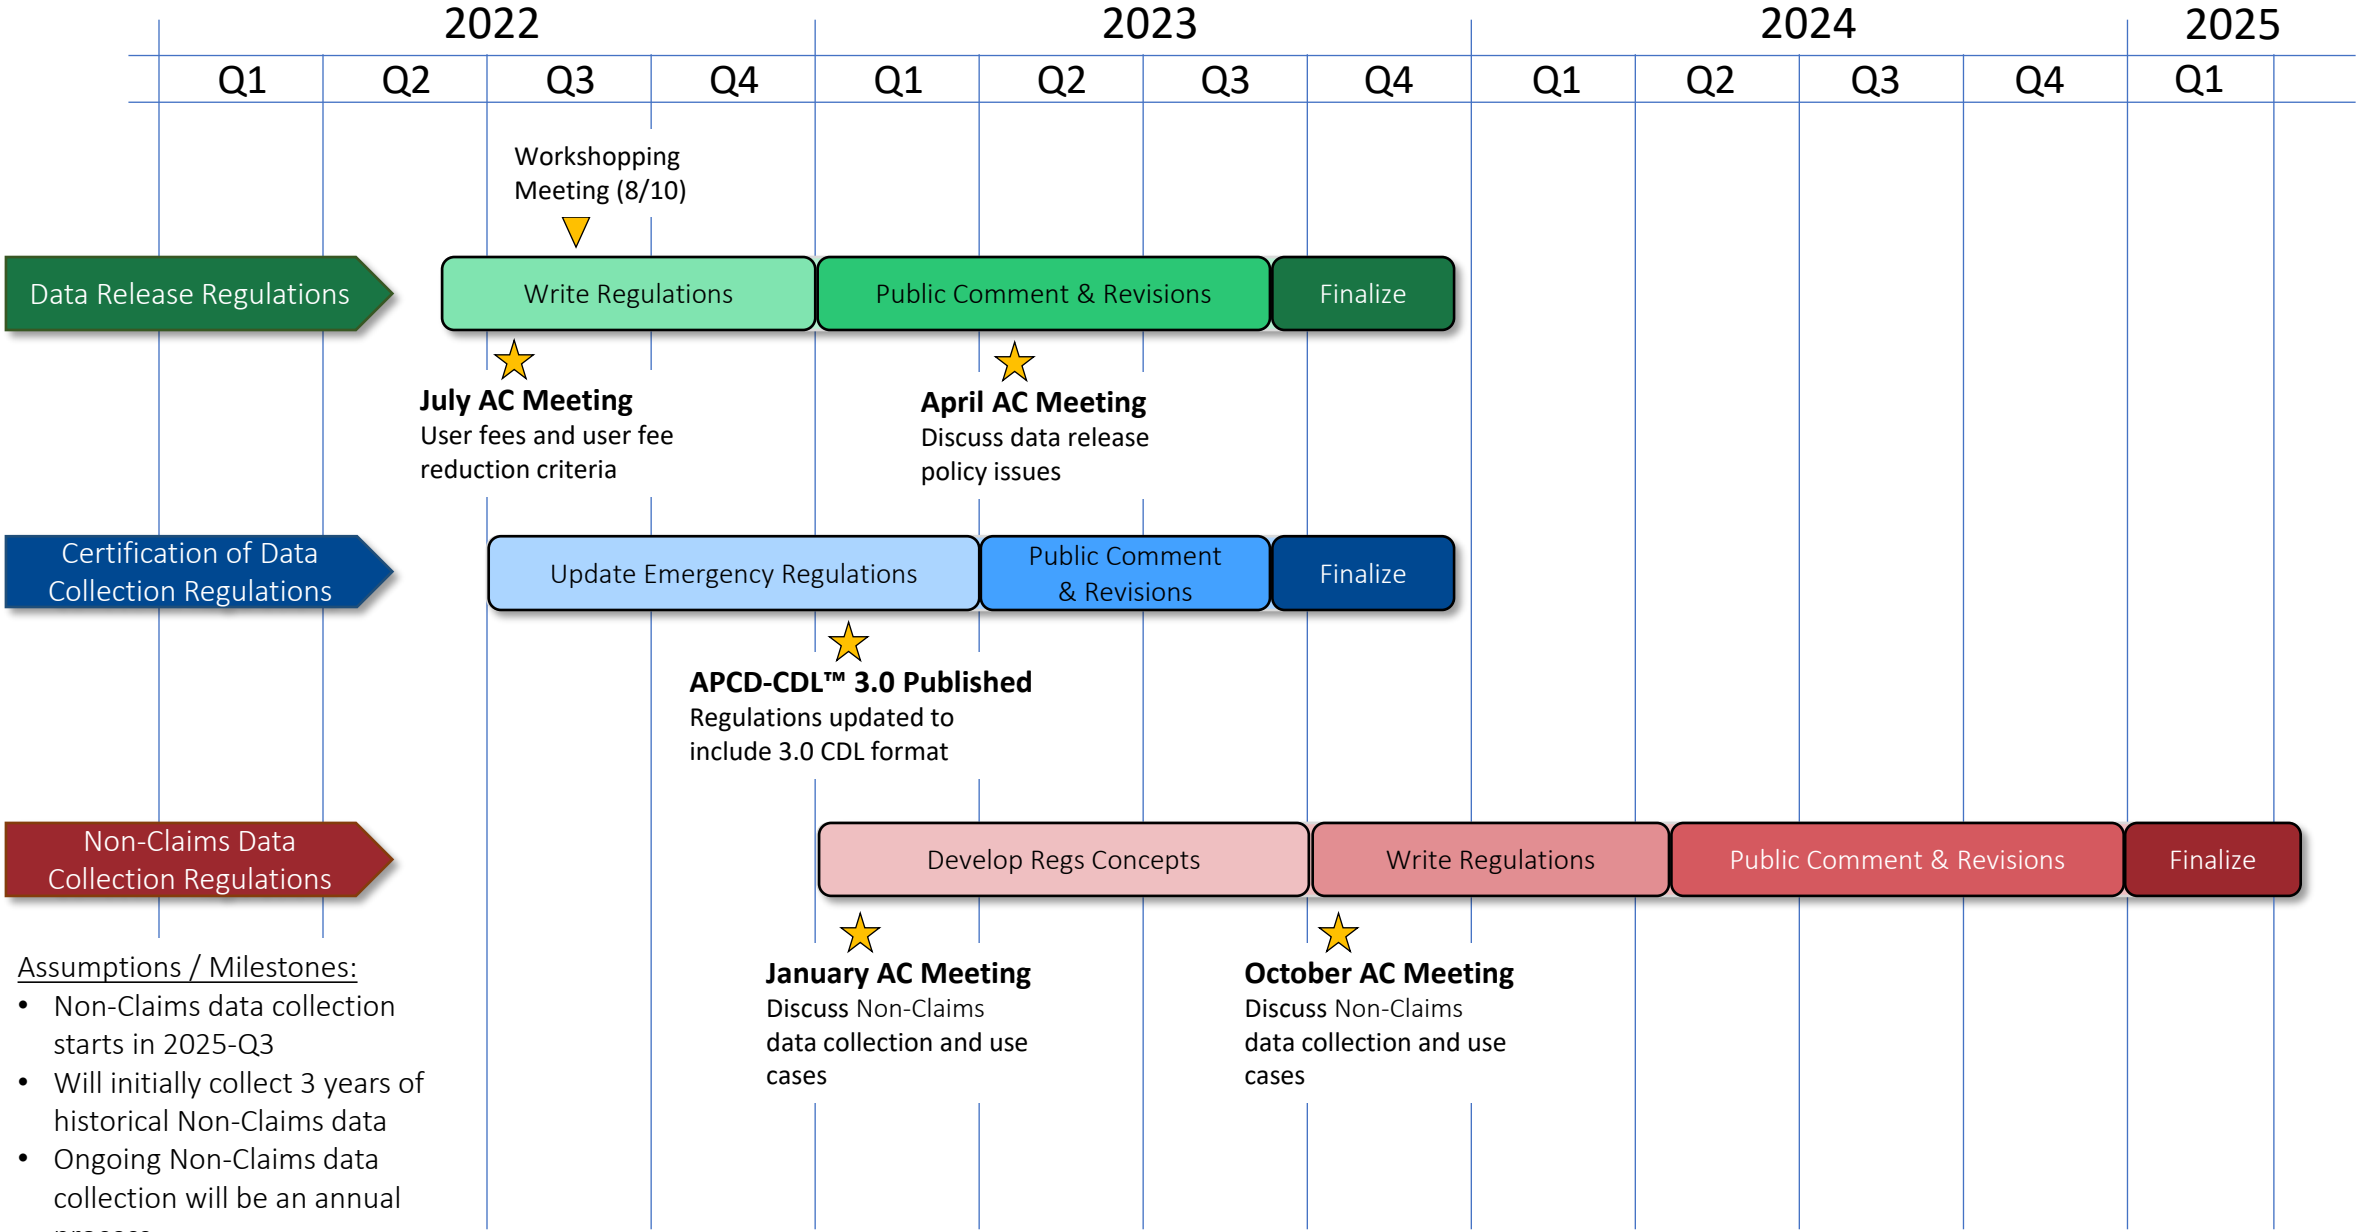 2022
2023
2024
2025
Q1
Q2
Q3
Q4
Q1
Q2
Q3
Q4
Q1
Q2
Q3
Q4
Q1
Workshopping
Meeting (8/10)
Data Release Regulations
Write Regulations
Public Comment & Revisions
Finalize
July AC Meeting
User fees and user fee
reduction criteria
April AC Meeting
Discuss data release
policy issues
Certification of Data
Collection Regulations
Update Emergency Regulations
Public Comment
& Revisions
Finalize
APCD-CDL™ 3.0 Published
Regulations updated to
include 3.0 CDL format
Non-Claims Data
Collection Regulations
Develop Regs Concepts
Write Regulations
Public Comment & Revisions
Finalize
January AC Meeting
Discuss Non-Claims
data collection and use
cases
October AC Meeting
Discuss Non-Claims
data collection and use
cases
Assumptions / Milestones:
• Non-Claims data collection
starts in 2025-Q3
• Will initially collect 3 years of
historical Non-Claims data
• Ongoing Non-Claims data
collection will be an annual